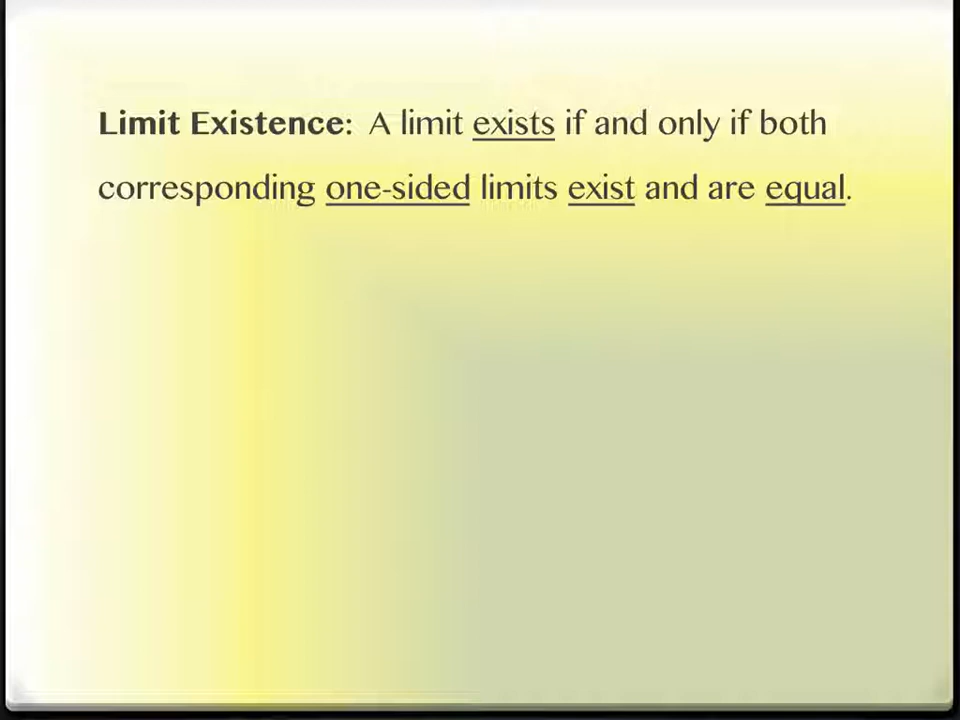 Limit Existence: A limit exists if and only if both
corresponding one-sided limits exist and are equal.